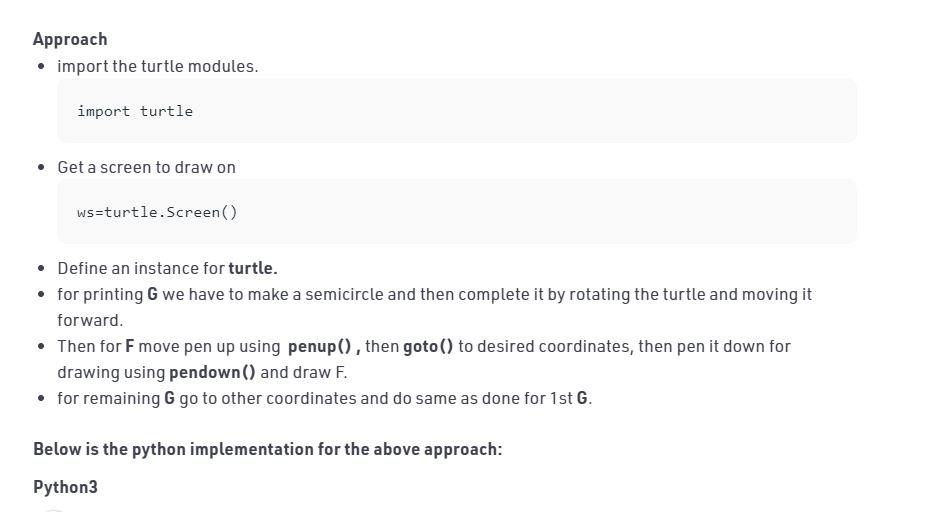 Approach
import the turtle modules.
import turtle
Get a screen to draw on
ws=turtle.Screen()
Define an instance for turtle.
for printing G we have to make a semicircle and then complete it by rotating the turtle and moving it
forward.
Then for F move pen up using penup() , then goto() to desired coordinates, then pen it down for
drawing using pendown() and draw F.
for remaining G go to other coordinates and do same as done for 1st G.
Below is the python implementation for the above approach:
Python3